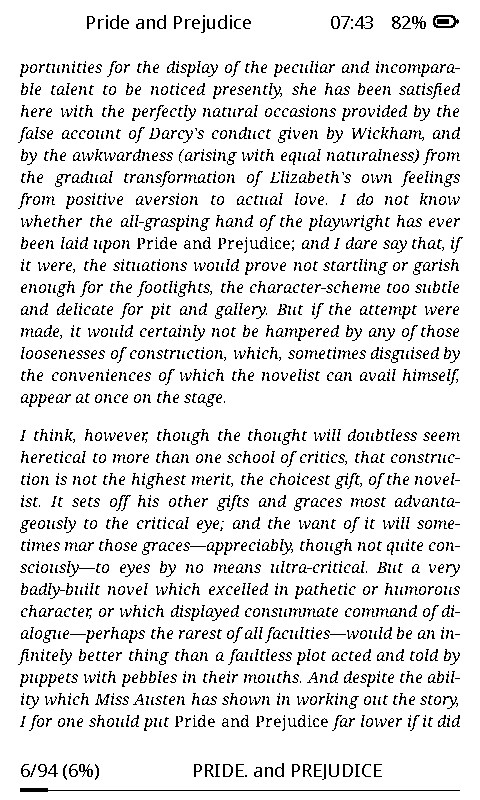 Pride and Prejudice 07:43 82%
portunities for the display of the peculiar and incompara-
ble talent to be noticed presently, she has been satisfied
here with the perfectly natural occasions provided by the
false account of Darcy's conduct given by Wickham, and
by the awkwardness (arising with equal naturalness) from
the gradual transformation of Elizabeth's own feelings
from positive aversion to actual love. I do not know
whether the all-grasping hand of the playwright has ever
been laid upon Pride and Prejudice; and I dare say that, if
it were, the situations would prove not startling or garish
enough for the footlights, the character-scheme too subtle
and delicate for pit and gallery. But if the attempt were
made, it would certainly not be hampered by any of those
loosenesses of construction, which, sometimes disguised by
the conveniences of which the novelist can avail himself,
appear at once on the stage.
I think, however, though the thought will doubtless seem
heretical to more than one school of critics, that construc-
tion is not the highest merit, the choicest gift, of the novel-
ist. It sets off his other gifts and graces most advanta-
geously to the critical eye; and the want of it will some-
times mar those graces—appreciably, though not quite con-
sciously—to eyes by no means ultra-critical. But a very
badly-built novel which excelled in pathetic or humorous
character, or which displayed consummate command of di-
alogue—perhaps the rarest of all faculties—would be an in-
finitely better thing than a faultless plot acted and told by
puppets with pebbles in their mouths. And despite the abil-
ity which Miss Austen has shown in working out the story,
I for one should put Pride and Prejudice far lower if it did
6/94 (6%) PRIDE. and PREJUDICE